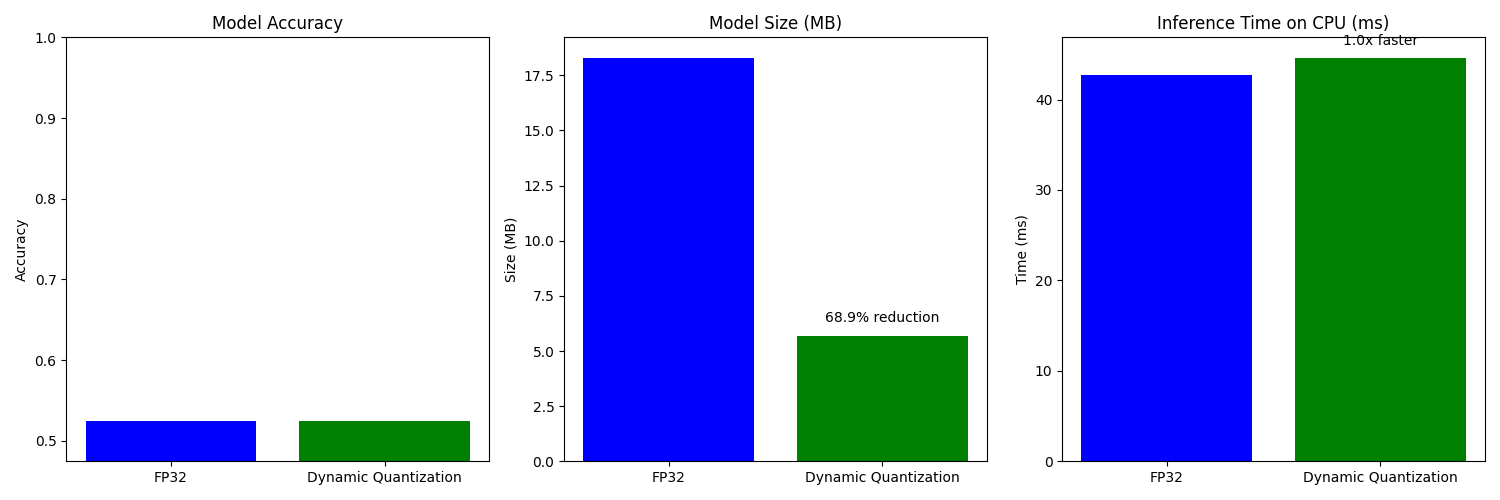 Model Accuracy
Accuracy
1.0
0.9
0.8
0.7
0.6
0.5
FP32
Dynamic Quantization
Model Size (MB)
Size (MB)
17.5
15.0
12.5
10.0
7.5
5.0
2.5
0.0
68.9% reduction
FP32
Dynamic Quantization
Inference Time on CPU (ms)
Time (ms)
1.0x faster
40
30
20
10
0
FP32
Dynamic Quantization